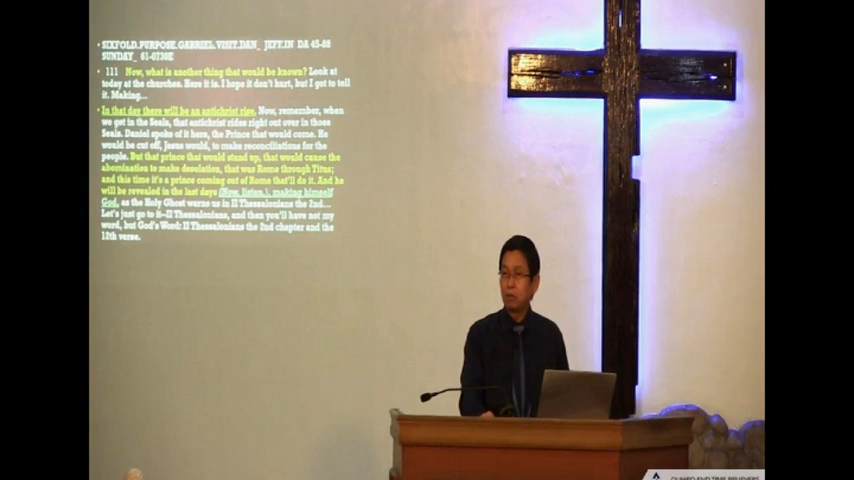 • SIXFOLD.PURPOSE.GABRIEL.VISIT.DAN_ JEFF.IN DA 45-88
SUNDAY_ 61-0730E
• 111 Now, what is another thing that would be known? Look at
today at the churches. Here it is. I hope it don't hurt, but I got to tell
it. Making...
• In that day there will be an antichrist rise. Now, remember, when
we get in the Seals, that antichrist rides right out over in those
Seals. Daniel spoke of it here, the Prince that would come. He
would be cut off, Jesus would, to make reconciliations for the
people. But that prince that would stand up, that would cause the
abomination to make desolation, that was Rome through Titus;
and this time it's a prince coming out of Rome that'll do it. And he
will be revealed in the last days (Now, listen.), making himself
God, as the Holy Ghost warns us in II Thessalonians the 2nd...
Let's just go to it—II Thessalonians, and then you'll have not my
word, but God's Word: II Thessalonians the 2nd chapter and the
12th verse.
END TIME BELIEVERS